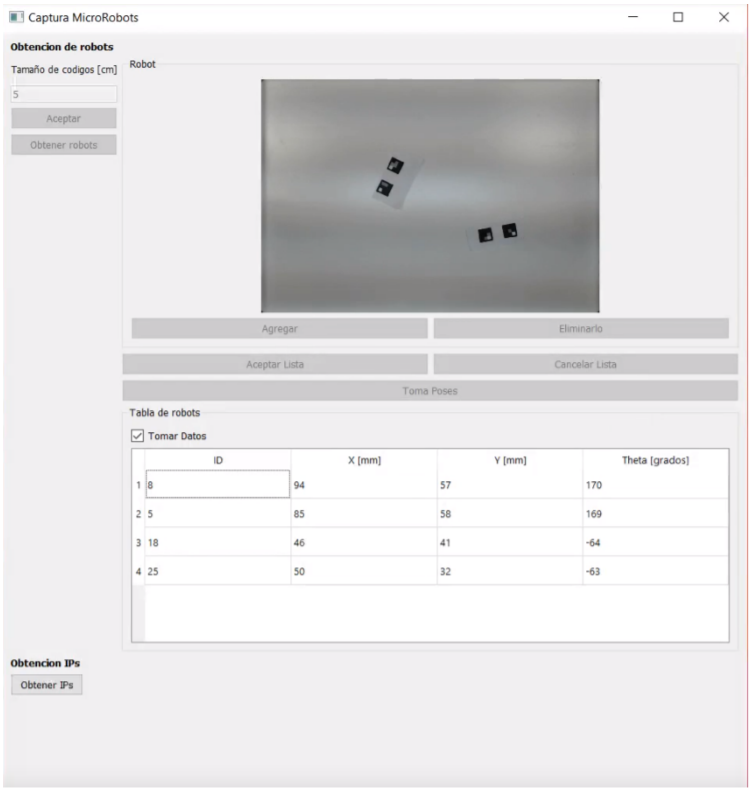 Captura MicroRobots
Obtencion de robots
Tamaño de codigos [cm]
5
Aceptar
Obtener robots
Robot
Agregar Eliminarlo
Aceptar Lista Cancelar Lista
Toma Poses
Tabla de robots
Tomar Datos
ID X [mm] Y [mm] Theta [grados]
1 8 94 57 170
2 5 85 58 169
3 18 46 41 -64
4 25 50 32 -63
Obtencion IPs
Obtener IPs